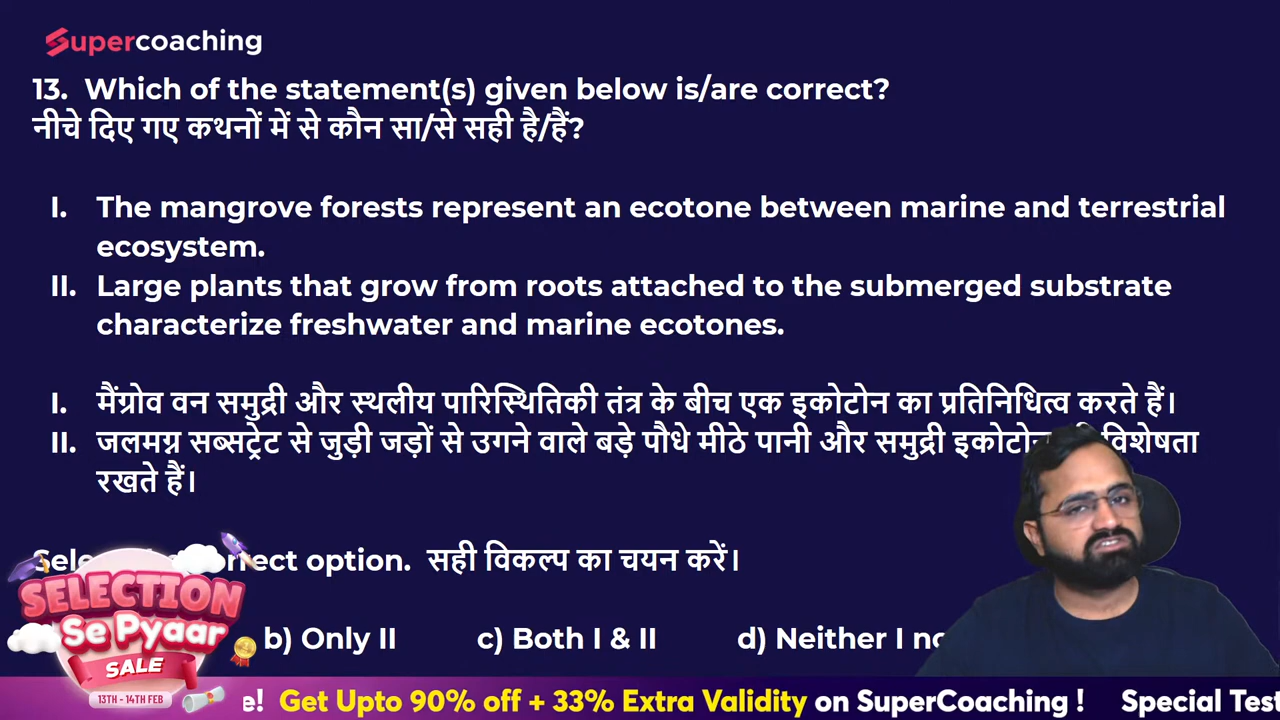 Supercoaching
13. Which of the statement(s) given below is/are correct?
नीचे दिए गए कथनों में से कौन सा/से सही है/हैं?
I. The mangrove forests represent an ecotone between marine and terrestrial
ecosystem.
II. Large plants that grow from roots attached to the submerged substrate
characterize freshwater and marine ecotones.
I. मैंग्रोव वन समुद्री और स्थलीय पारिस्थितिकी तंत्र के बीच एक इकोटोन का प्रतिनिधित्व करते हैं।
II. जलमग्न सब्सट्रेट से जुड़ी जड़ों से उगने वाले बड़े पौधे मीठे पानी और समुद्री विशेषता
रखते हैं।
option. सही विकल्प का चयन करें।
b) Only II c) Both I & II d) Neither I
SELECTION
Se Pyaar
SALE
13TH - 14TH FEB
e! Get Upto 90% off + 33% Extra Validity on SuperCoaching ! Special Test